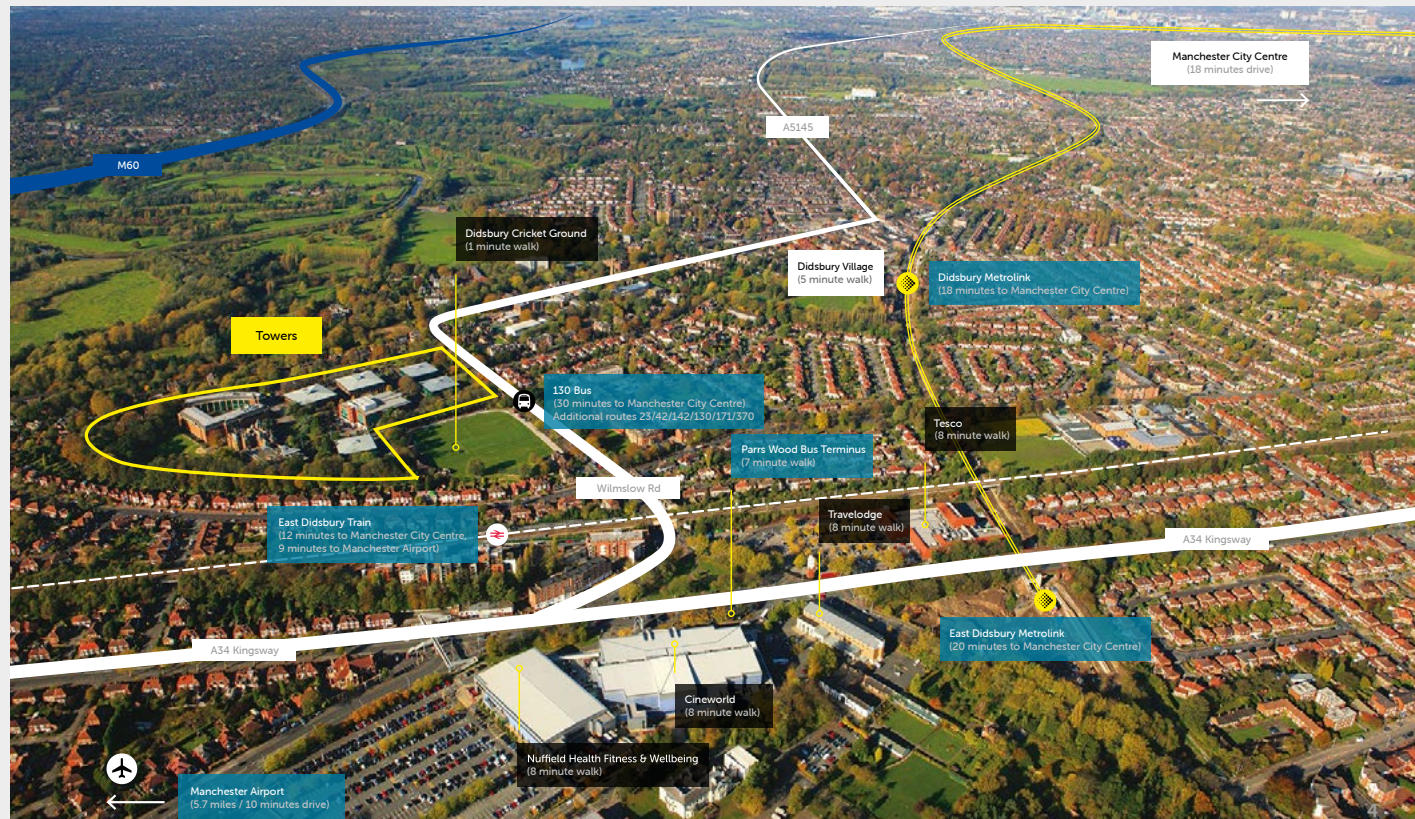 Manchester City Centre
(18 minutes drive)
A5145
M60
Didsbury Cricket Ground
(1 minute walk)
Didsbury Village
(5 minute walk)
Didsbury Metrolink
(18 minutes to Manchester City Centre)
Towers
130 Bus
(30 minutes to Manchester City Centre)
Additional routes 23/42/142/130/171/370
Tesco
(8 minute walk)
Parrs Wood Bus Terminus
(7 minute walk)
Wilmslow Rd
Travelodge
(8 minute walk)
East Didsbury Train
(12 minutes to Manchester City Centre,
9 minutes to Manchester Airport)
A34 Kingsway
East Didsbury Metrolink
(20 minutes to Manchester City Centre)
A34 Kingsway
Cineworld
(8 minute walk)
Nuffield Health Fitness & Wellbeing
(8 minute walk)
Manchester Airport
(5.7 miles / 10 minutes drive)
4